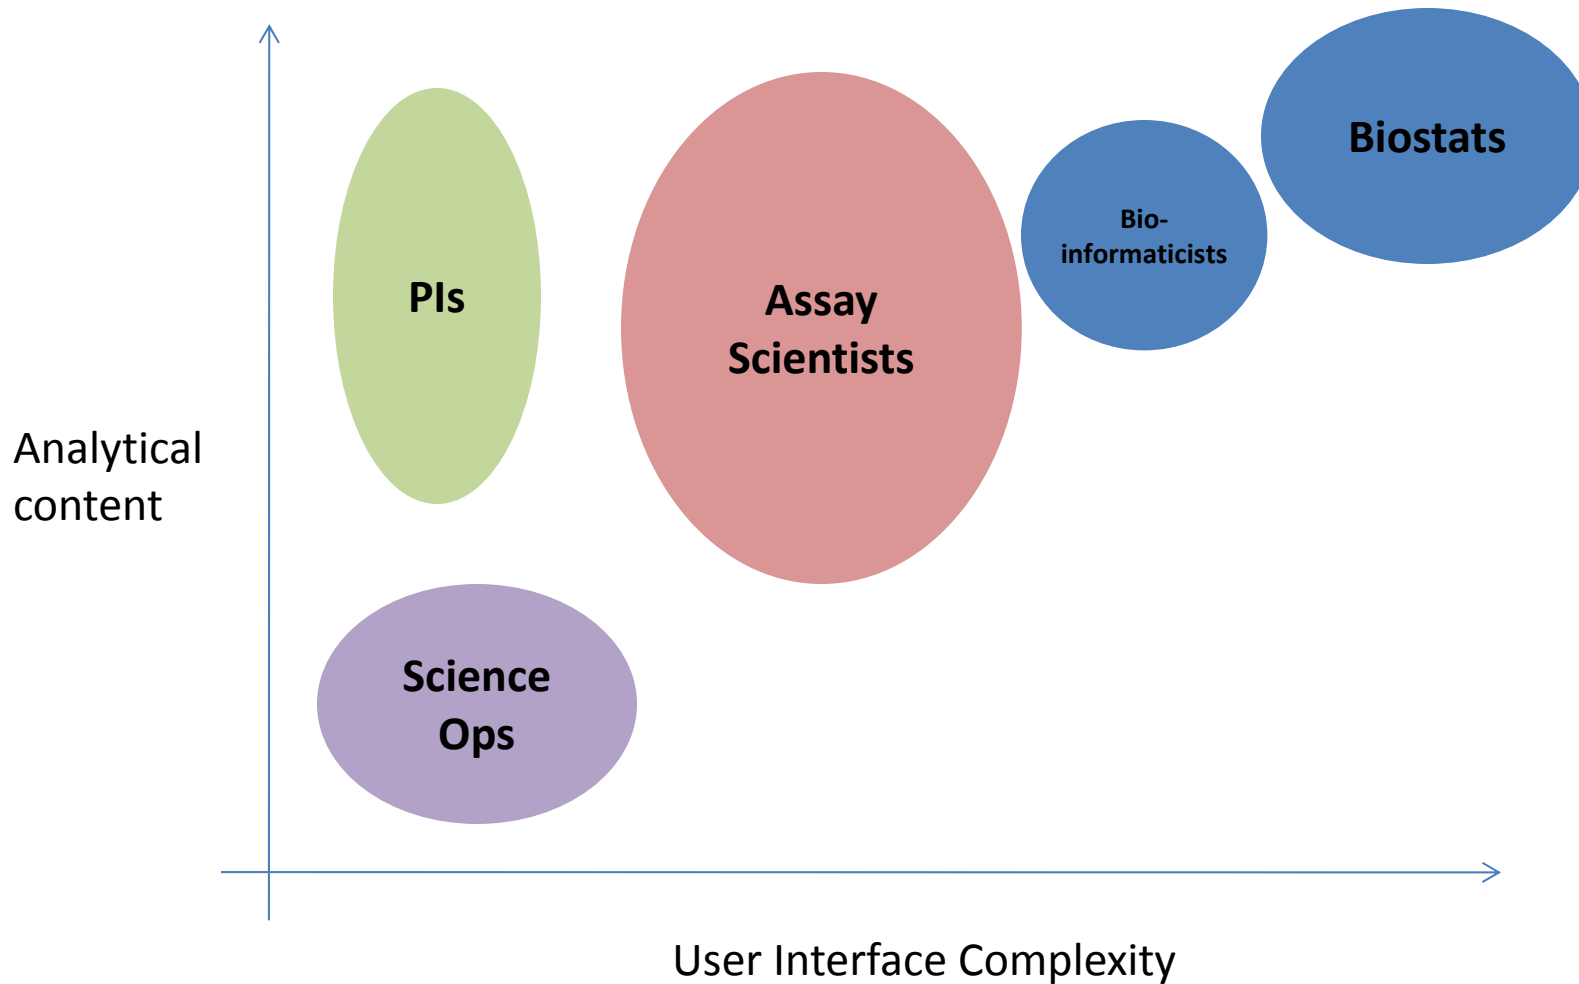 Biostats
Bio-
informaticists
PIs
Assay
Scientists
Analytical
content
Science
Ops
User Interface Complexity